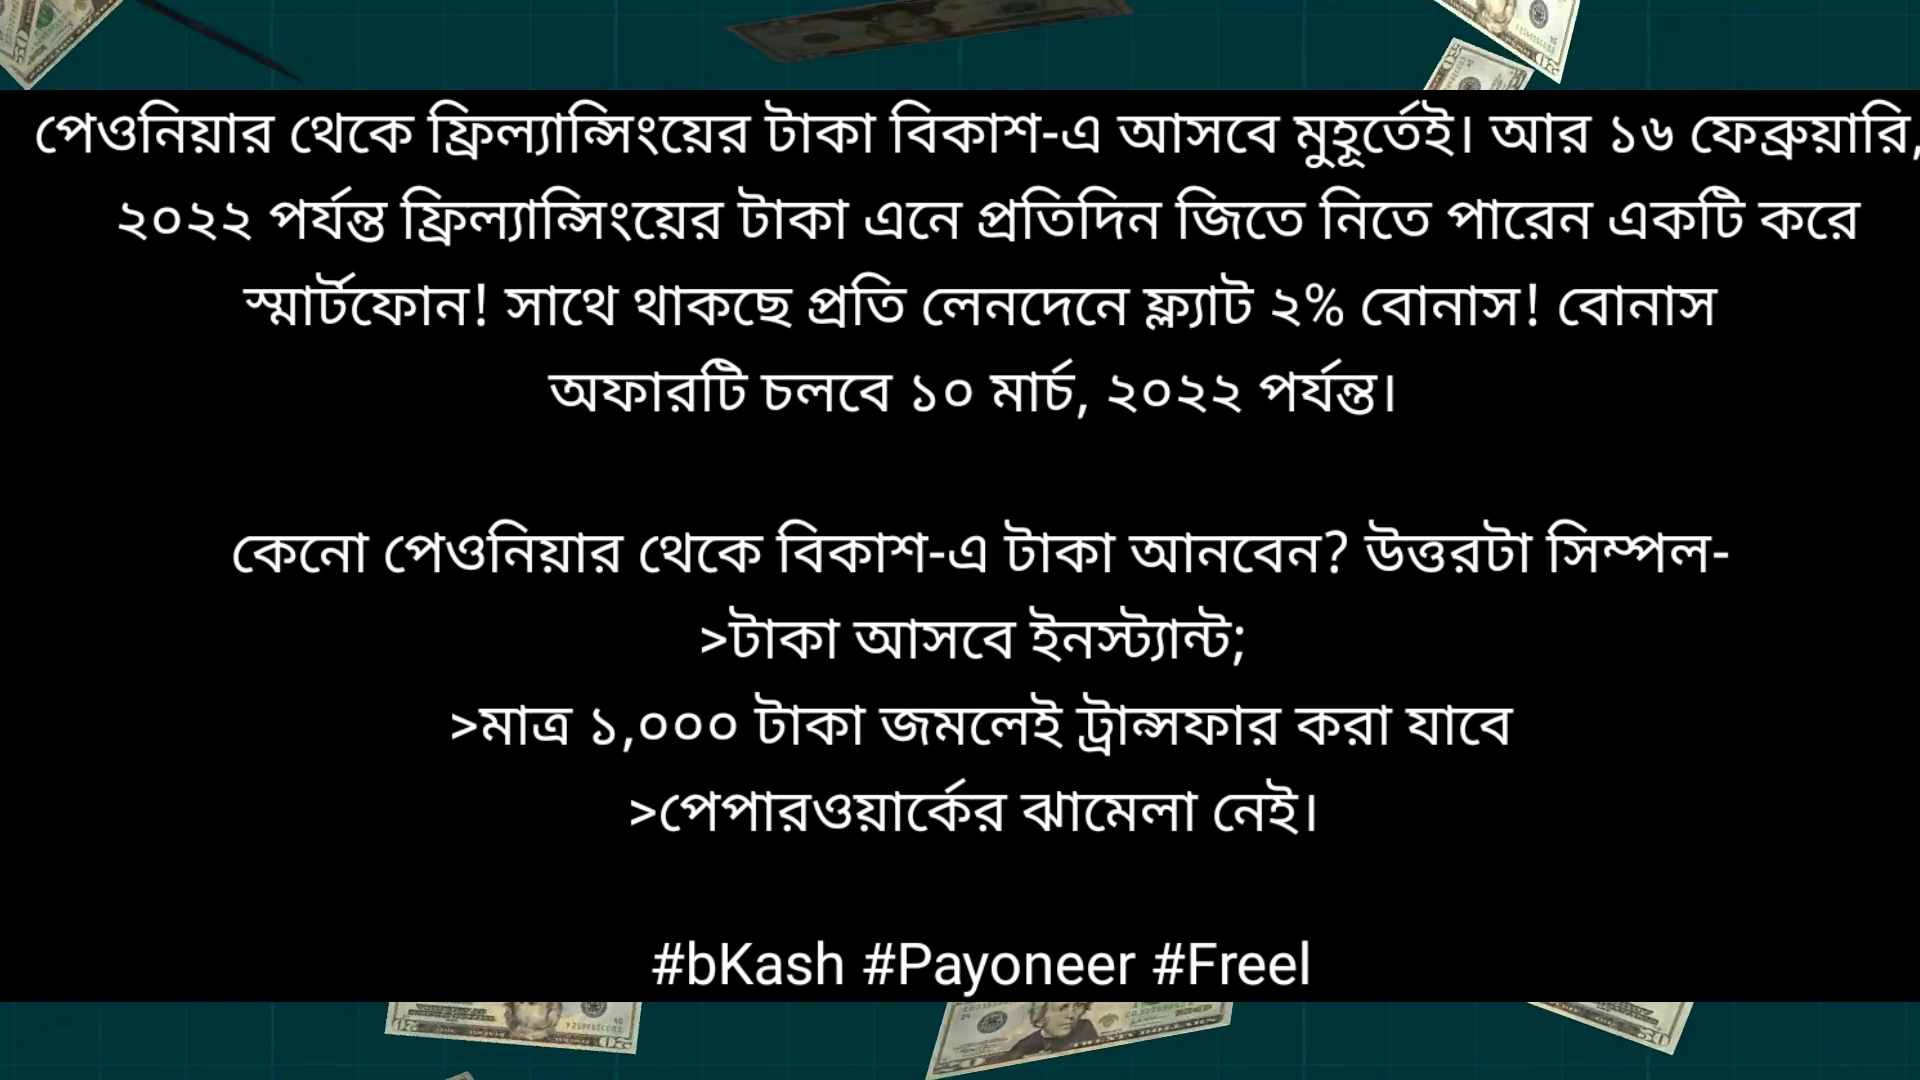 পেওনিয়ার থেকে ফ্রিল্যান্সিংয়ের টাকা বিকাশ-এ আসবে মুহূর্তেই। আর ১৬ ফেব্রুয়ারি,
২০২২ পর্যন্ত ফ্রিল্যান্সিংয়ের টাকা এনে প্রতিদিন জিতে নিতে পারেন একটি করে
স্মার্টফোন! সাথে থাকছে প্রতি লেনদেনে ফ্ল্যাট ২% বোনাস! বোনাস
অফারটি চলবে ১০ মার্চ, ২০২২ পর্যন্ত।
কেনো পেওনিয়ার থেকে বিকাশ-এ টাকা আনবেন? উত্তরটা সিম্পল-
>টাকা আসবে ইনস্ট্যান্ট;
>মাত্র ১,০০০ টাকা জমলেই ট্রান্সফার করা যাবে
>পেপারওয়ার্কের ঝামেলা নেই।
#bKash #Payoneer #Freel